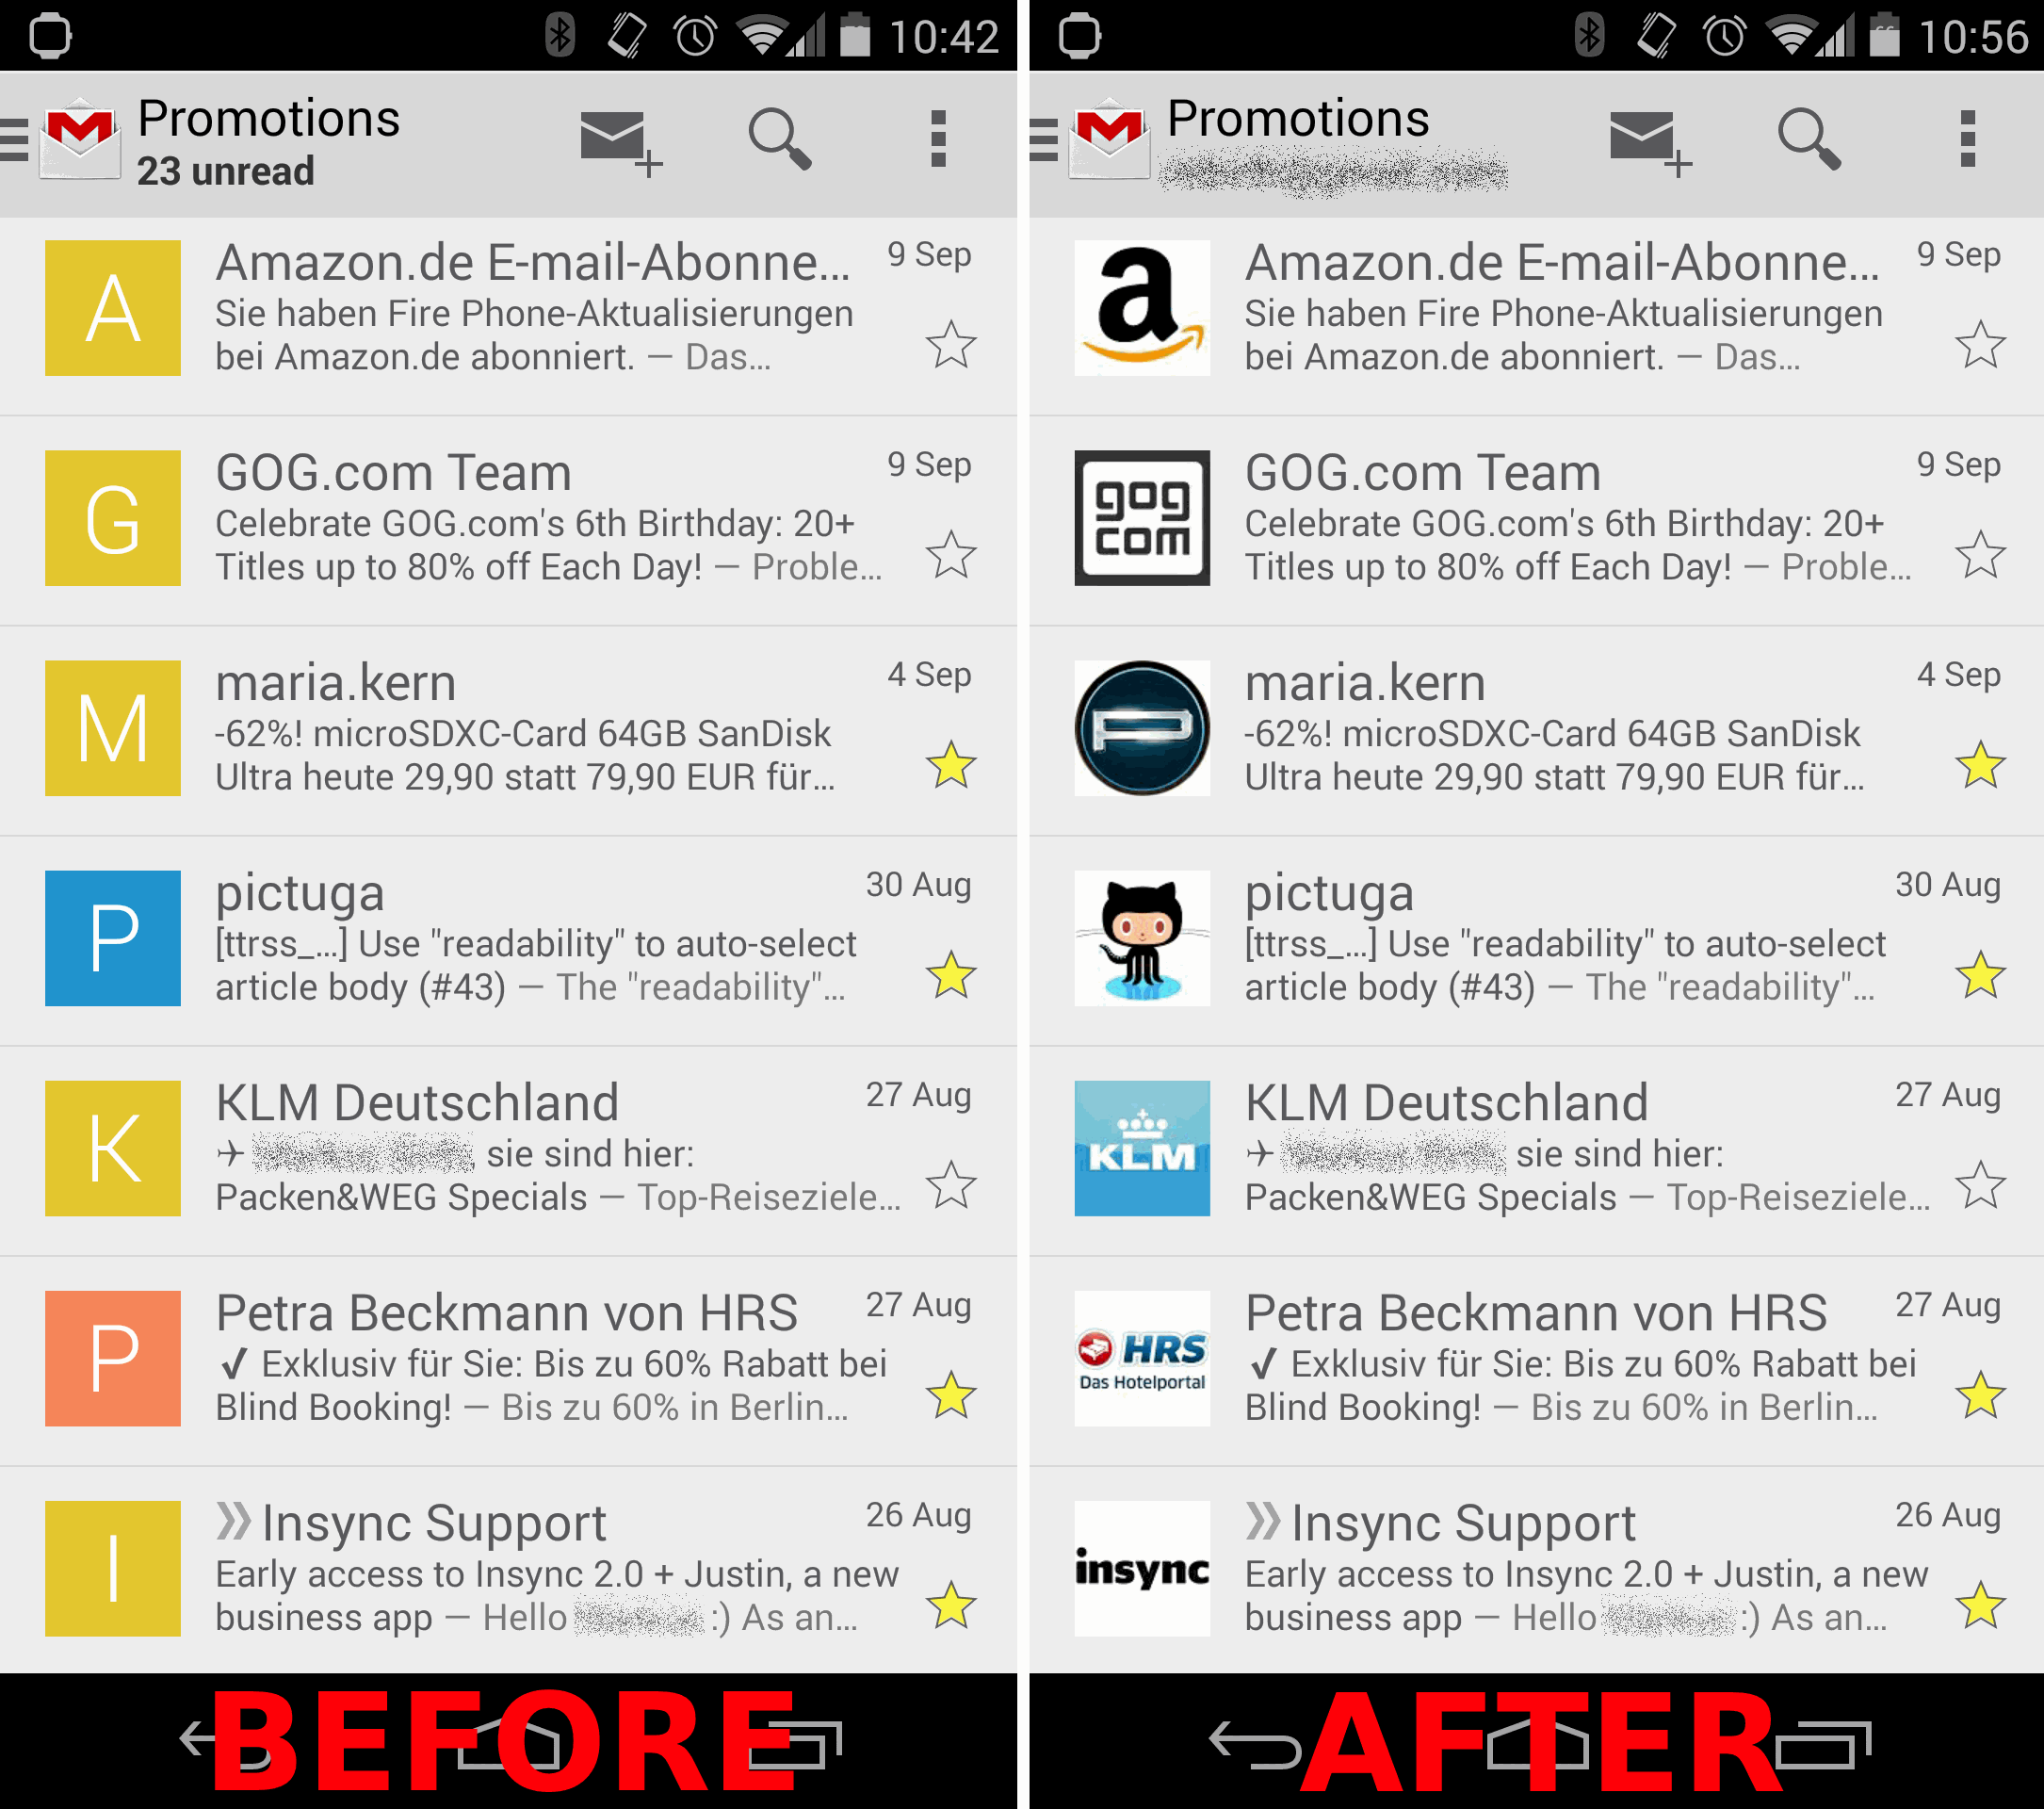 10:42
Promotions
23 unread
A
Amazon.de E-mail-Abonne...
9 Sep
Sie haben Fire Phone-Aktualisierungen
bei Amazon.de abonniert. — Das...
G
GOG.com Team
9 Sep
Celebrate GOG.com's 6th Birthday: 20+
Titles up to 80% off Each Day! — Proble...
M
maria.kern
4 Sep
-62%! microSDXC-Card 64GB SanDisk
Ultra heute 29,90 statt 79,90 EUR für...
P
pictuga
30 Aug
[ttrss_...] Use "readability" to auto-select
article body (#43) — The "readability"...
K
KLM Deutschland
27 Aug
✈ sie sind hier:
Packen&WEG Specials — Top-Reiseziele...
P
Petra Beckmann von HRS
27 Aug
✓ Exklusiv für Sie: Bis zu 60% Rabatt bei
Blind Booking! — Bis zu 60% in Berlin...
I
» Insync Support
26 Aug
Early access to Insync 2.0 + Justin, a new
business app — Hello :) As an...
BEFORE
10:56
Promotions
a
Amazon.de E-mail-Abonne...
9 Sep
Sie haben Fire Phone-Aktualisierungen
bei Amazon.de abonniert. — Das...
gog
com
GOG.com Team
9 Sep
Celebrate GOG.com's 6th Birthday: 20+
Titles up to 80% off Each Day! — Proble...
P
maria.kern
4 Sep
-62%! microSDXC-Card 64GB SanDisk
Ultra heute 29,90 statt 79,90 EUR für...
pictuga
30 Aug
[ttrss_...] Use "readability" to auto-select
article body (#43) — The "readability"...
KLM
KLM Deutschland
27 Aug
✈ sie sind hier:
Packen&WEG Specials — Top-Reiseziele...
HRS
Das Hotelportal
Petra Beckmann von HRS
27 Aug
✓ Exklusiv für Sie: Bis zu 60% Rabatt bei
Blind Booking! — Bis zu 60% in Berlin...
insync
» Insync Support
26 Aug
Early access to Insync 2.0 + Justin, a new
business app — Hello :) As an...
AFTER